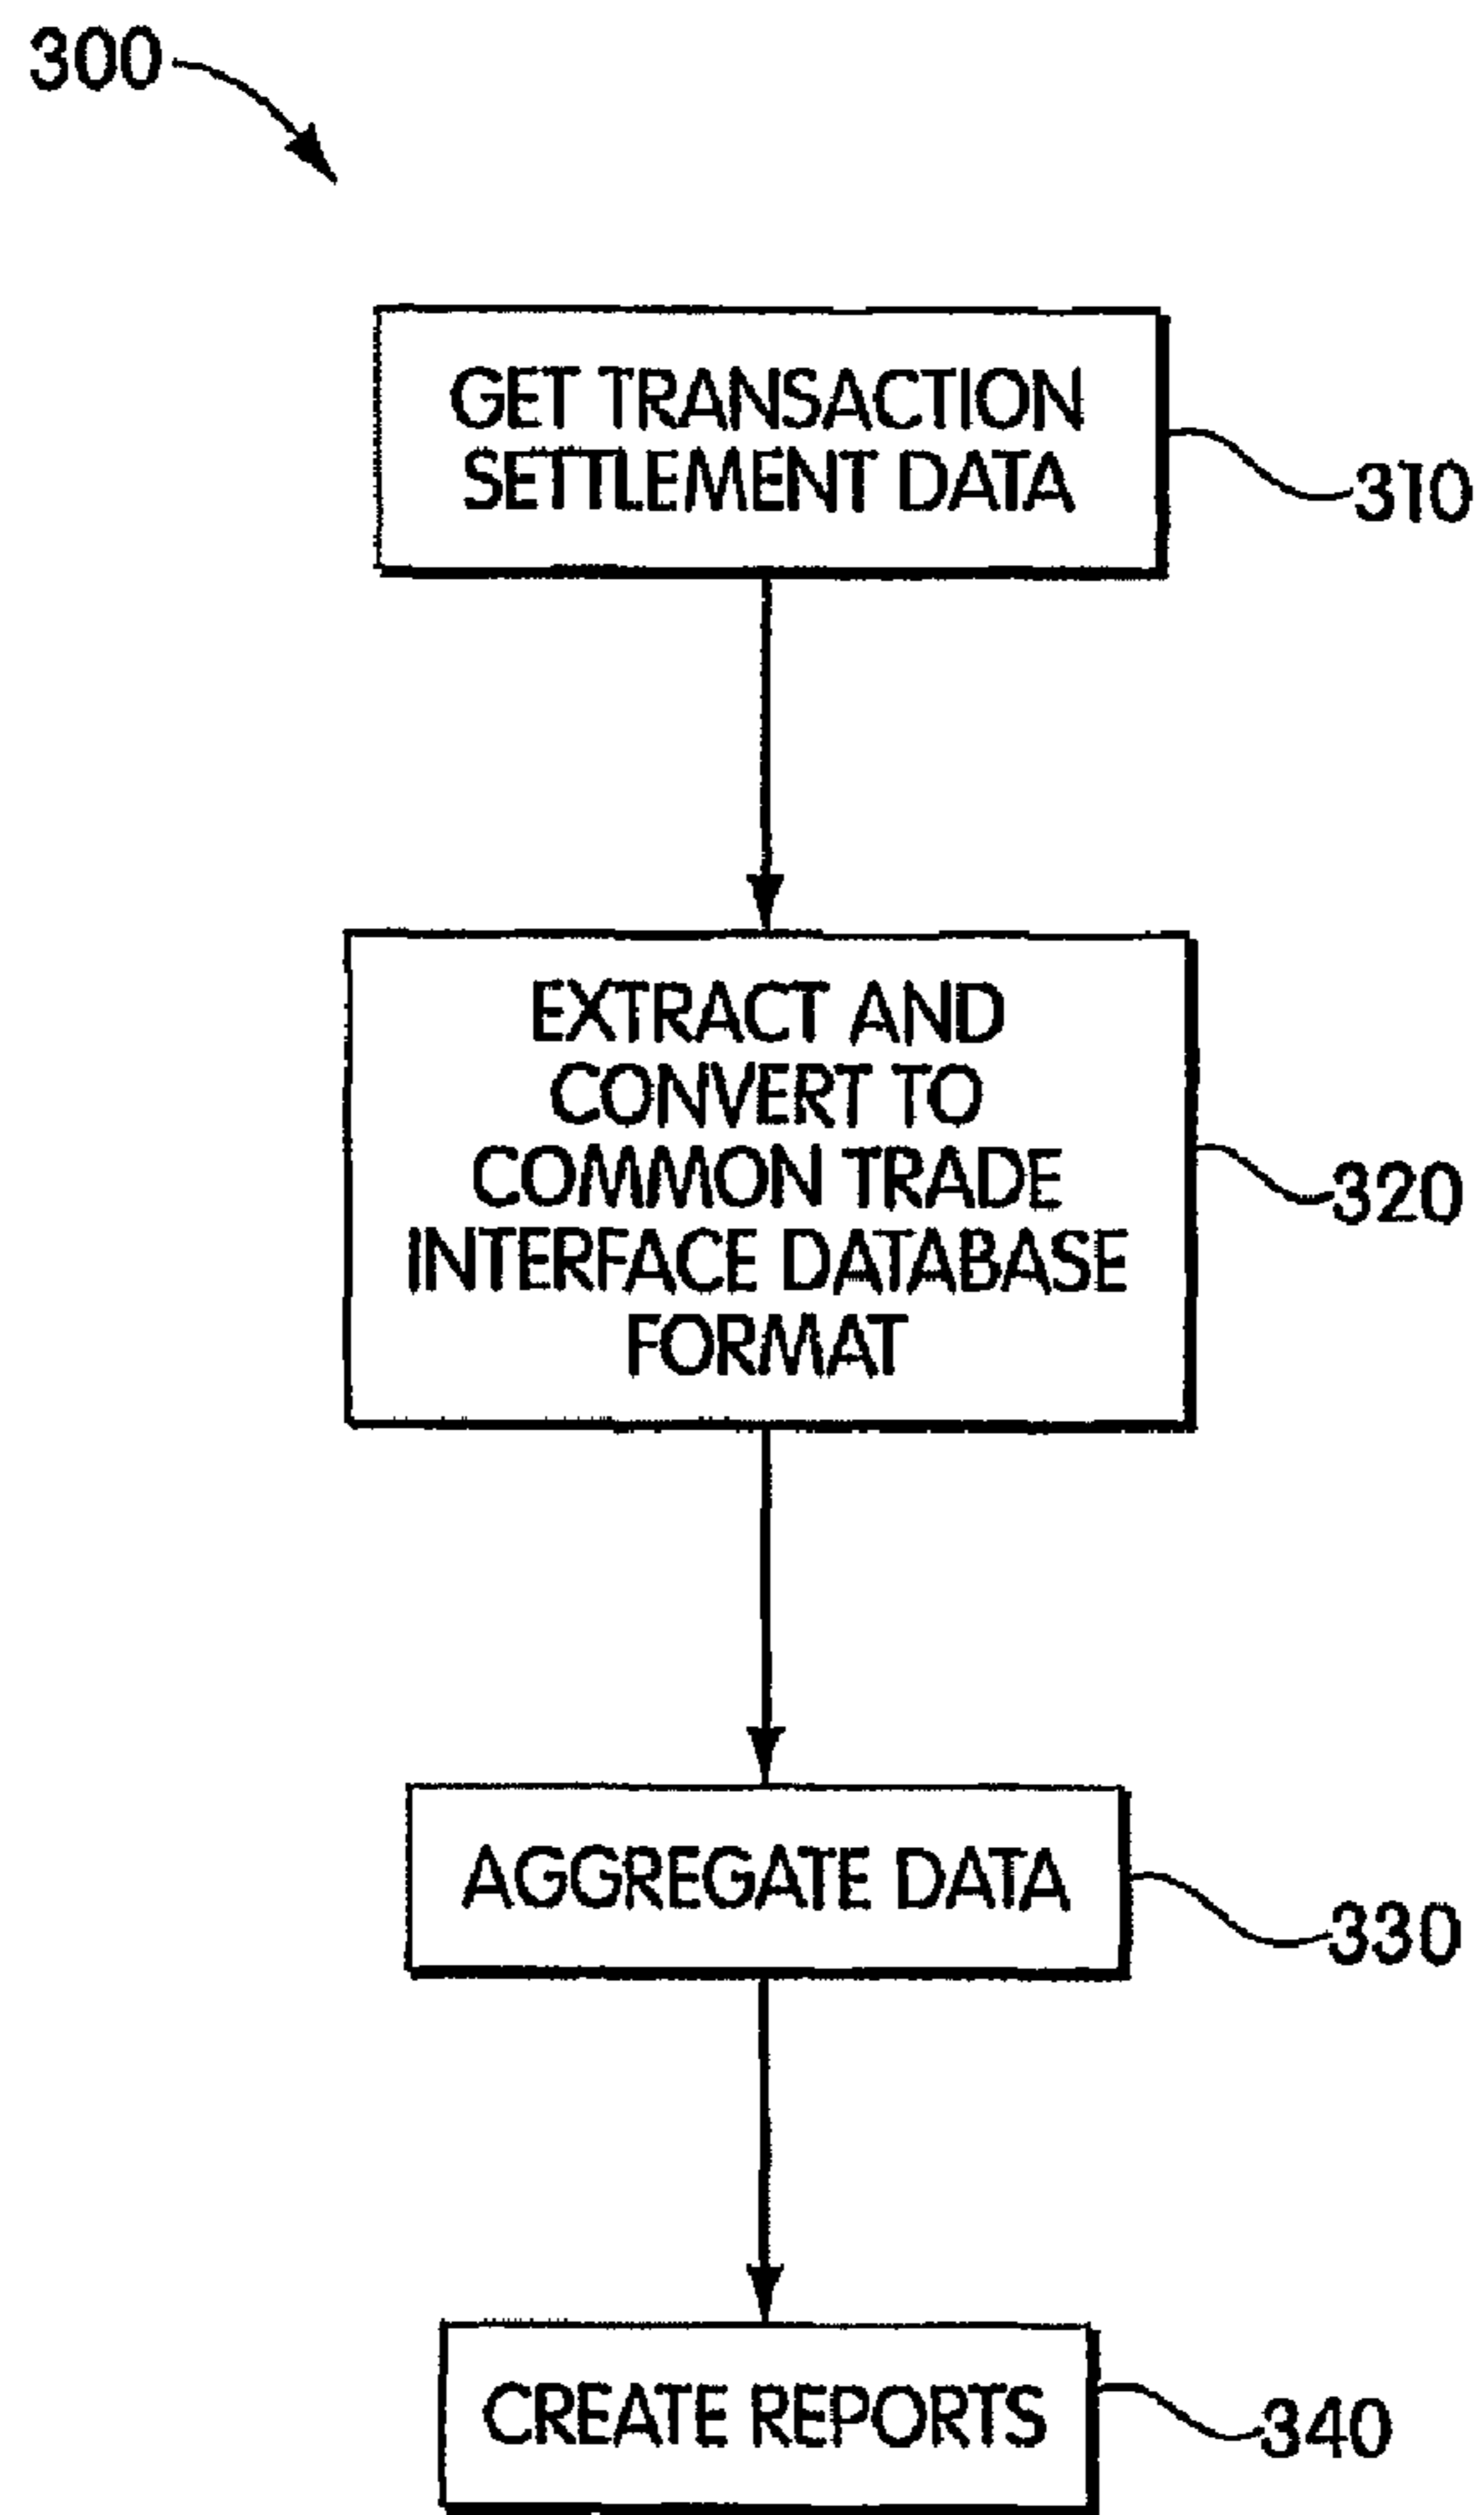 300
GET TRANSACTION
SETTLEMENT DATA
310
EXTRACT AND
CONVERT TO
COMMON TRADE
INTERFACE DATABASE
FORMAT
320
AGGREGATE DATA
330
CREATE REPORTS
340